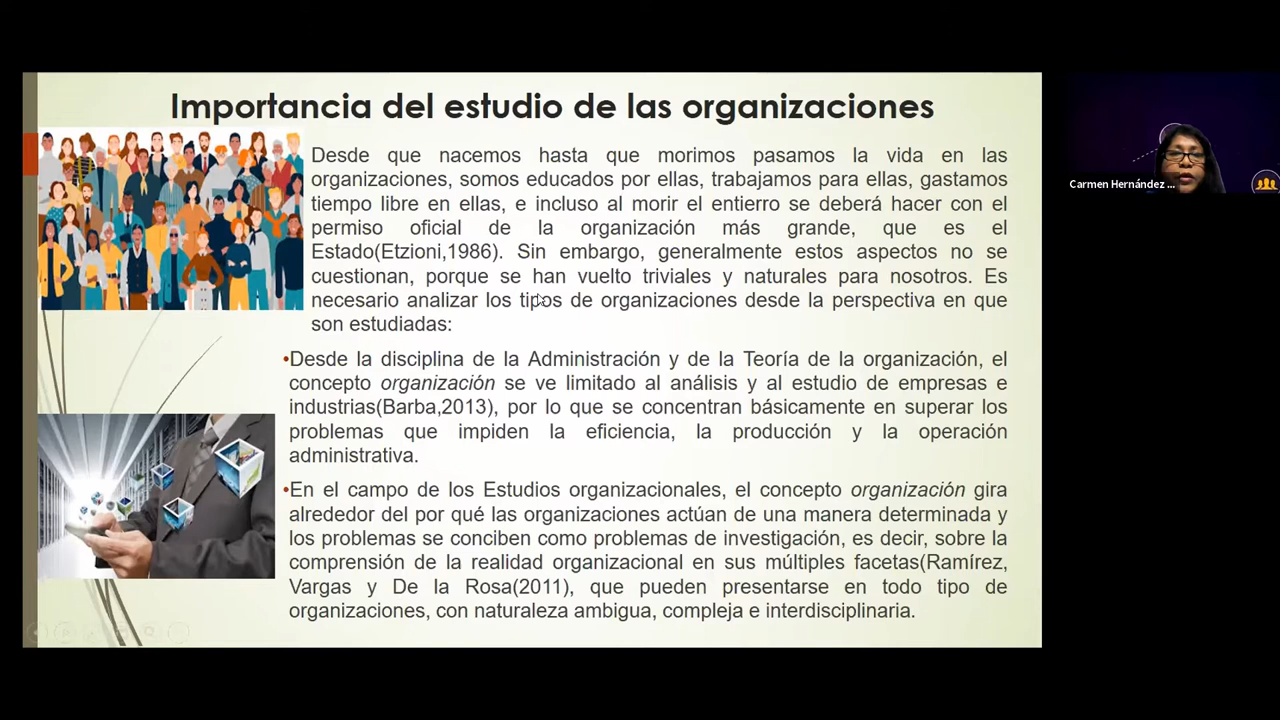 Importancia del estudio de las organizaciones
Desde que nacemos hasta que morimos pasamos la vida en las
organizaciones, somos educados por ellas, trabajamos para ellas, gastamos
tiempo libre en ellas, e incluso al morir el entierro se deberá hacer con el
permiso oficial de la organización más grande, que es el
Estado(Etzioni,1986). Sin embargo, generalmente estos aspectos no se
cuestionan, porque se han vuelto triviales y naturales para nosotros. Es
necesario analizar los tipos de organizaciones desde la perspectiva en que
son estudiadas:
•Desde la disciplina de la Administración y de la Teoría de la organización, el
concepto organización se ve limitado al análisis y al estudio de empresas e
industrias(Barba,2013), por lo que se concentran básicamente en superar los
problemas que impiden la eficiencia, la producción y la operación
administrativa.
•En el campo de los Estudios organizacionales, el concepto organización gira
alrededor del por qué las organizaciones actúan de una manera determinada y
los problemas se conciben como problemas de investigación, es decir, sobre la
comprensión de la realidad organizacional en sus múltiples facetas(Ramírez,
Vargas y De la Rosa(2011), que pueden presentarse en todo tipo de
organizaciones, con naturaleza ambigua, compleja e interdisciplinaria.
Carmen Hernández ...